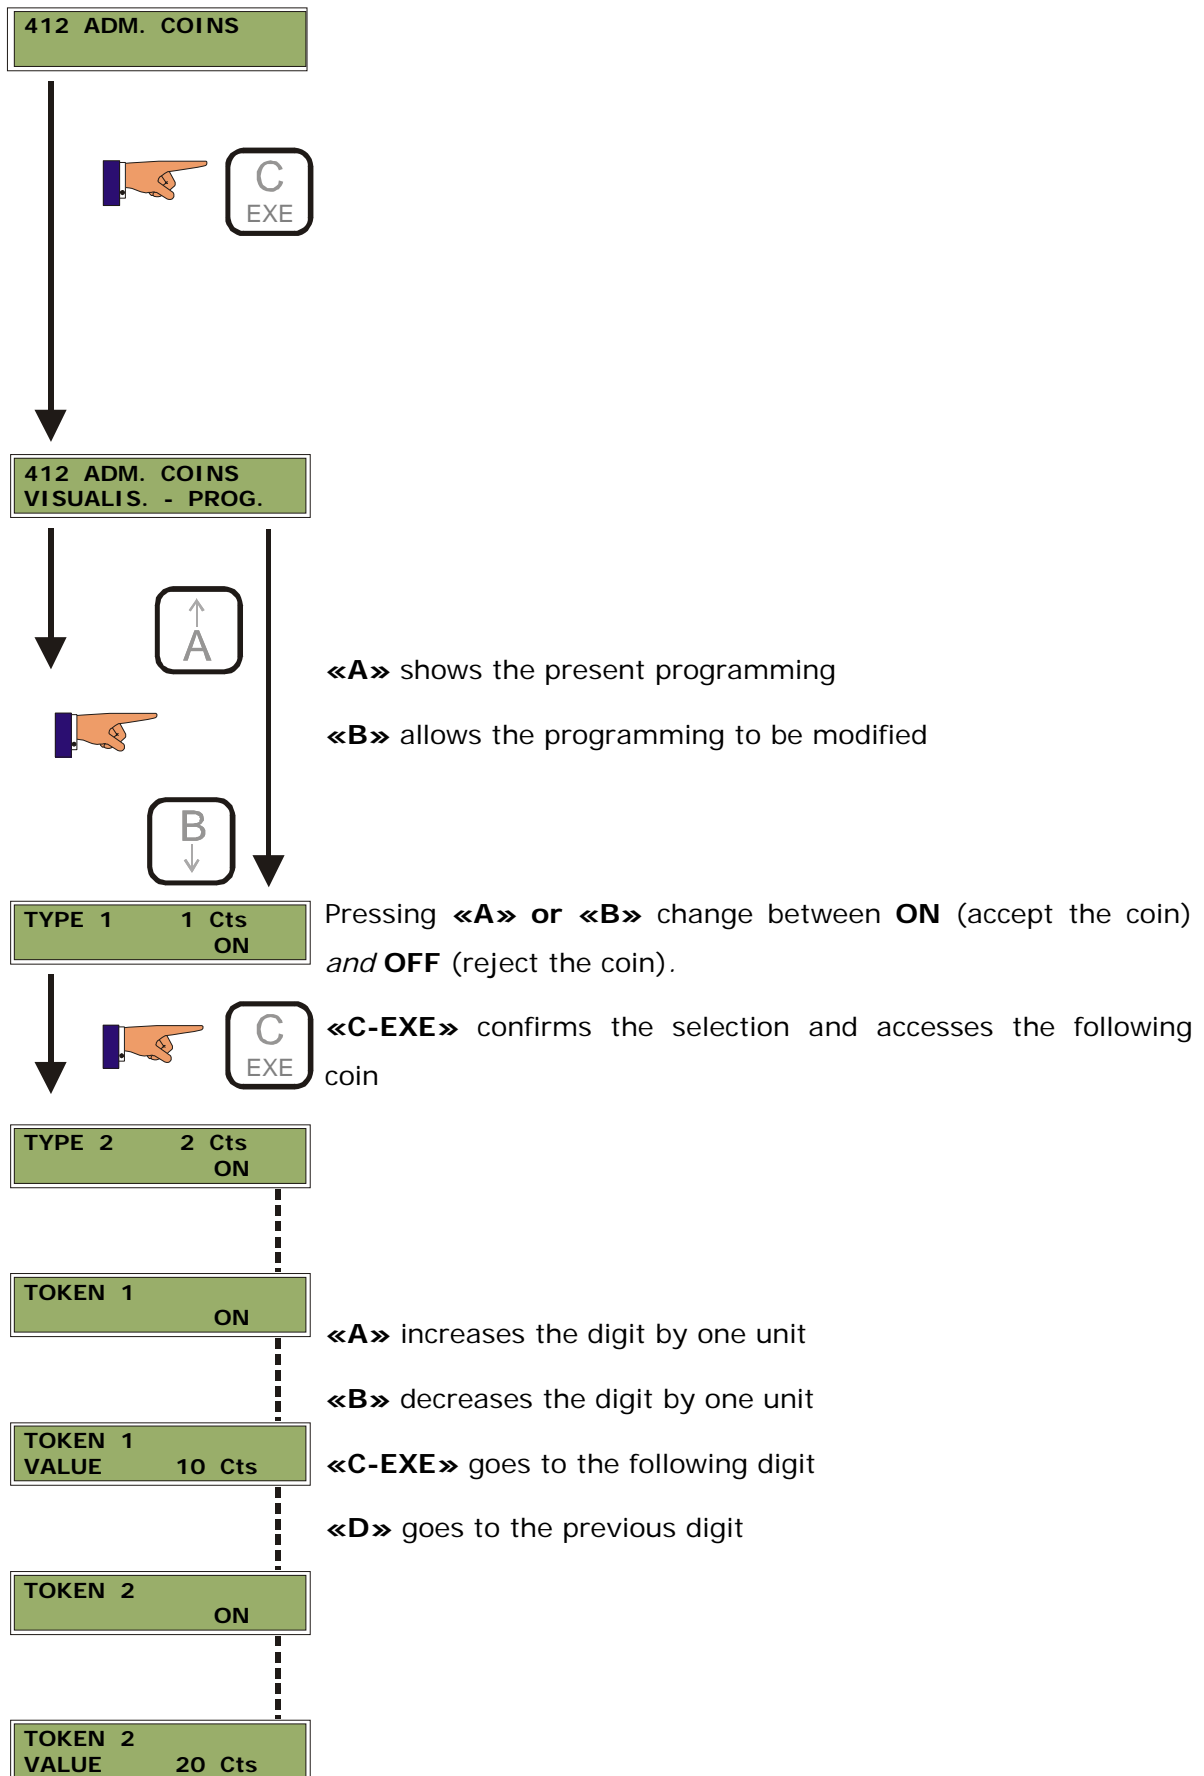 412 ADM. COINS
C
EXE
412 ADM. COINS
VISUALIS. - PROG.
A
«A» shows the present programming
«B» allows the programming to be modified
B
TYPE 1 1 Cts
ON
Pressing «A» or «B» change between ON (accept the coin)
and OFF (reject the coin).
C
EXE
«C-EXE» confirms the selection and accesses the following
coin
TYPE 2 2 Cts
ON
TOKEN 1
ON
«A» increases the digit by one unit
«B» decreases the digit by one unit
TOKEN 1
VALUE 10 Cts
«C-EXE» goes to the following digit
«D» goes to the previous digit
TOKEN 2
ON
TOKEN 2
VALUE 20 Cts